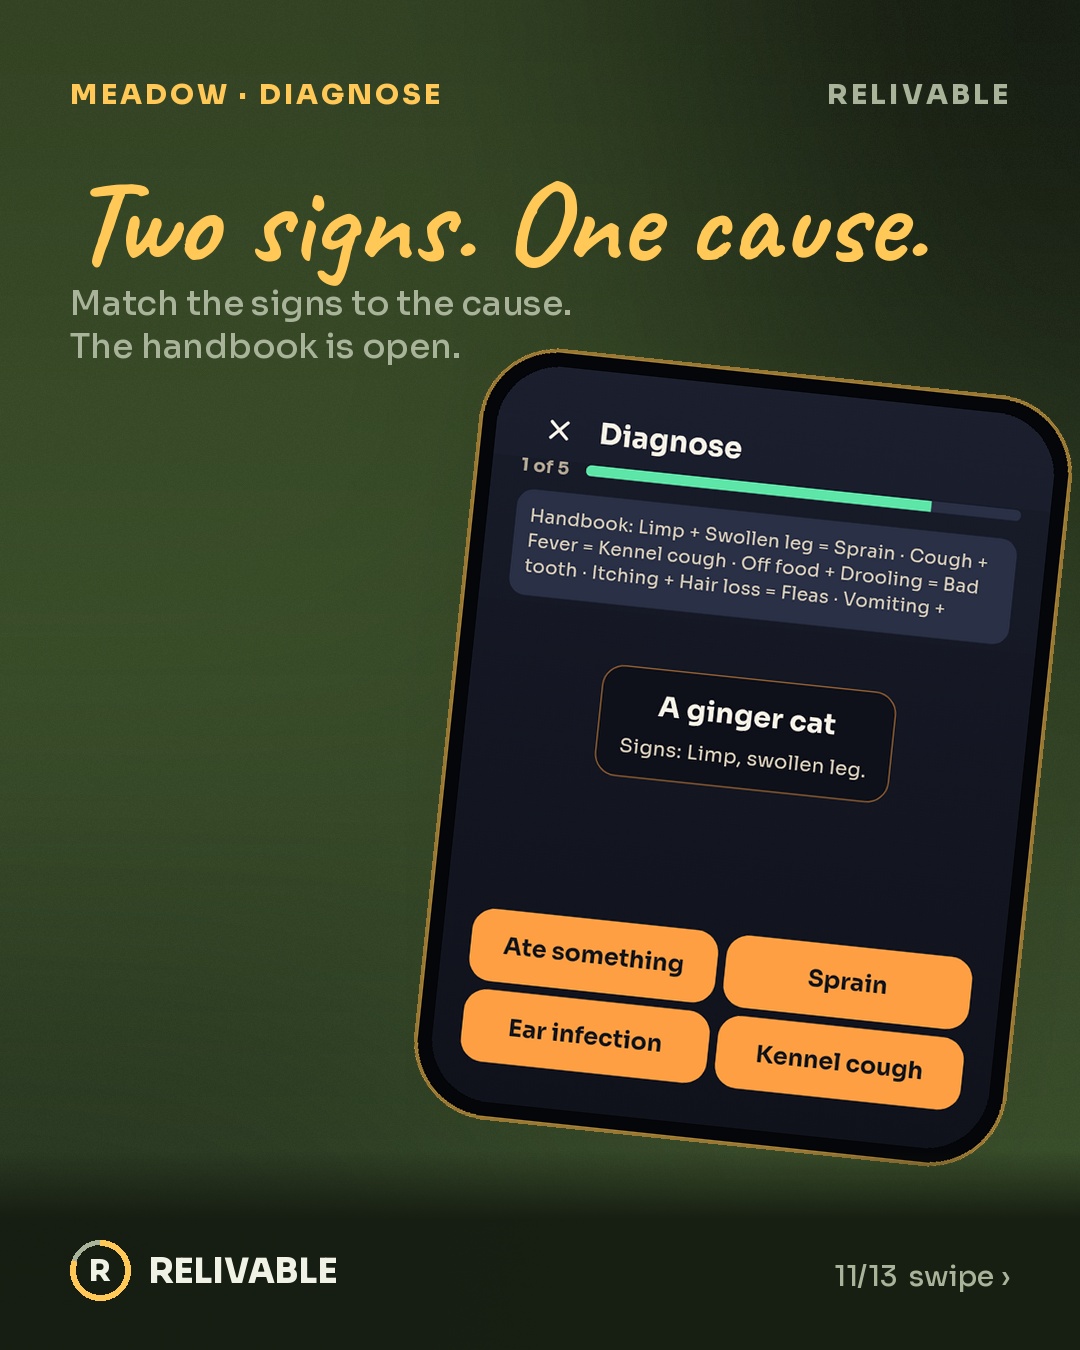 MEADOW · DIAGNOSE
RELIVABLE
Two signs. One cause.
Match the signs to the cause.
The handbook is open.
× Diagnose
1 of 5
Handbook: Limp + Swollen leg = Sprain · Cough +
Fever = Kennel cough · Off food + Drooling = Bad
tooth · Itching + Hair loss = Fleas · Vomiting +
A ginger cat
Signs: Limp, swollen leg.
Ate something
Sprain
Ear infection
Kennel cough
R RELIVABLE
11/13 swipe ›